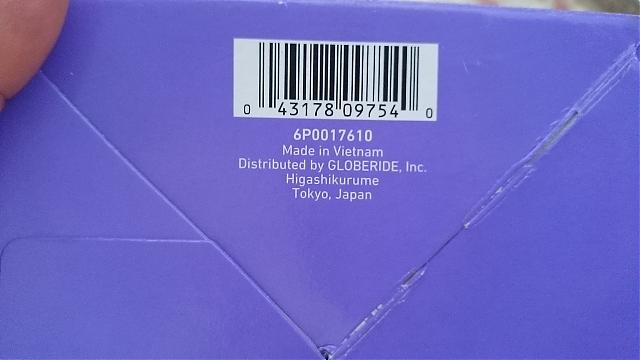 0 43178 09754 0
6P0017610
Made in Vietnam
Distributed by GLOBERIDE, Inc.
Higashikurume
Tokyo, Japan